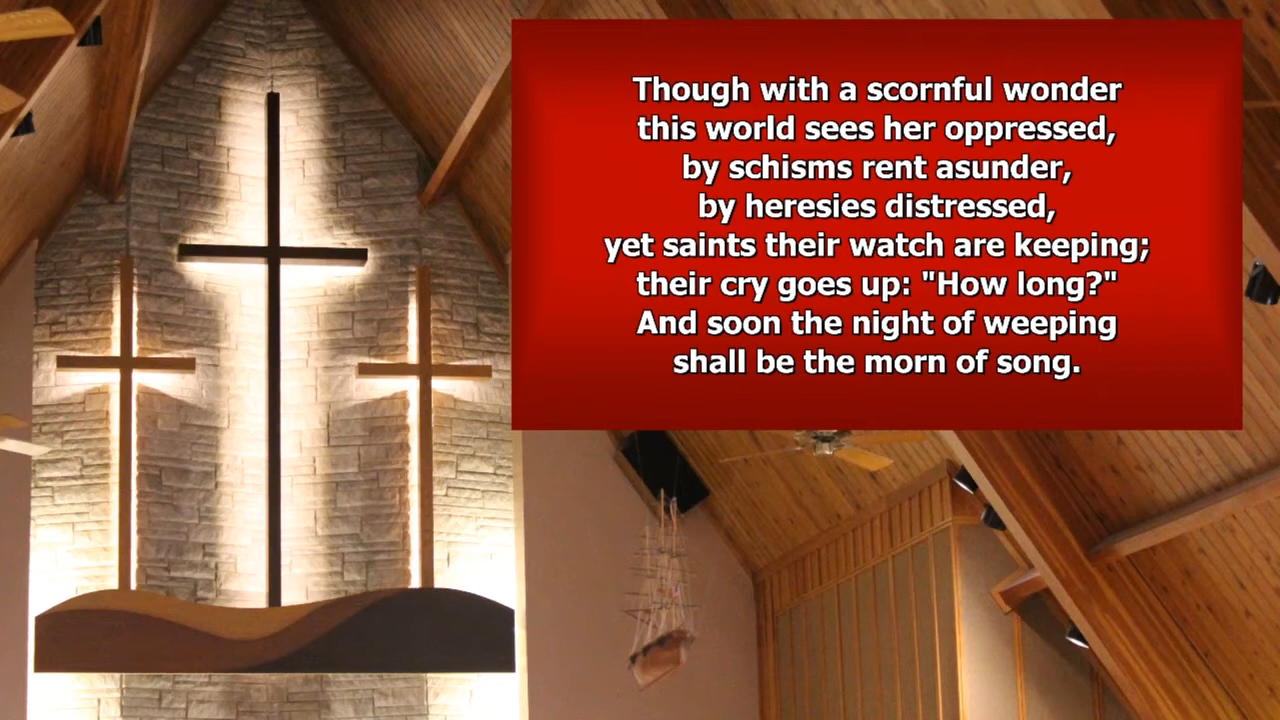 Though with a scornful wonder
this world sees her oppressed,
by schisms rent asunder,
by heresies distressed,
yet saints their watch are keeping;
their cry goes up: "How long?"
And soon the night of weeping
shall be the morn of song.